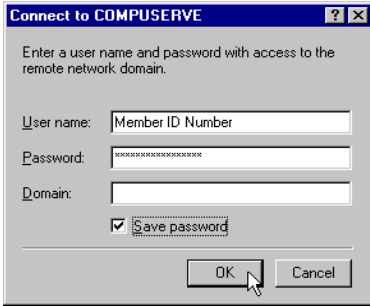 Connect to COMPUSERVE
Enter a user name and password with access to the
remote network domain.
User name: Member ID Number
Password: *****************
Domain:
Save password
OK Cancel